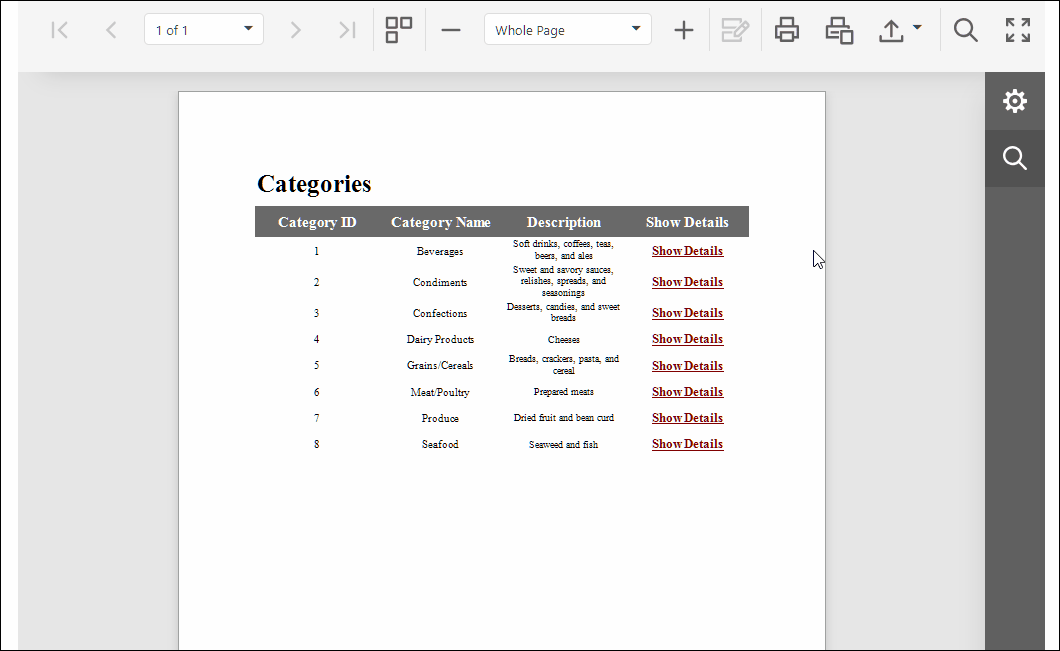 1 of 1 Whole Page
Categories
Category ID Category Name Description Show Details
1 Beverages Soft drinks, coffees, teas, beers, and ales Show Details
2 Condiments Sweet and savory sauces, relishes, spreads, and seasonings Show Details
3 Confections Desserts, candies, and sweet breads Show Details
4 Dairy Products Cheeses Show Details
5 Grains/Cereals Breads, crackers, pasta, and cereal Show Details
6 Meat/Poultry Prepared meats Show Details
7 Produce Dried fruit and bean curd Show Details
8 Seafood Seaweed and fish Show Details